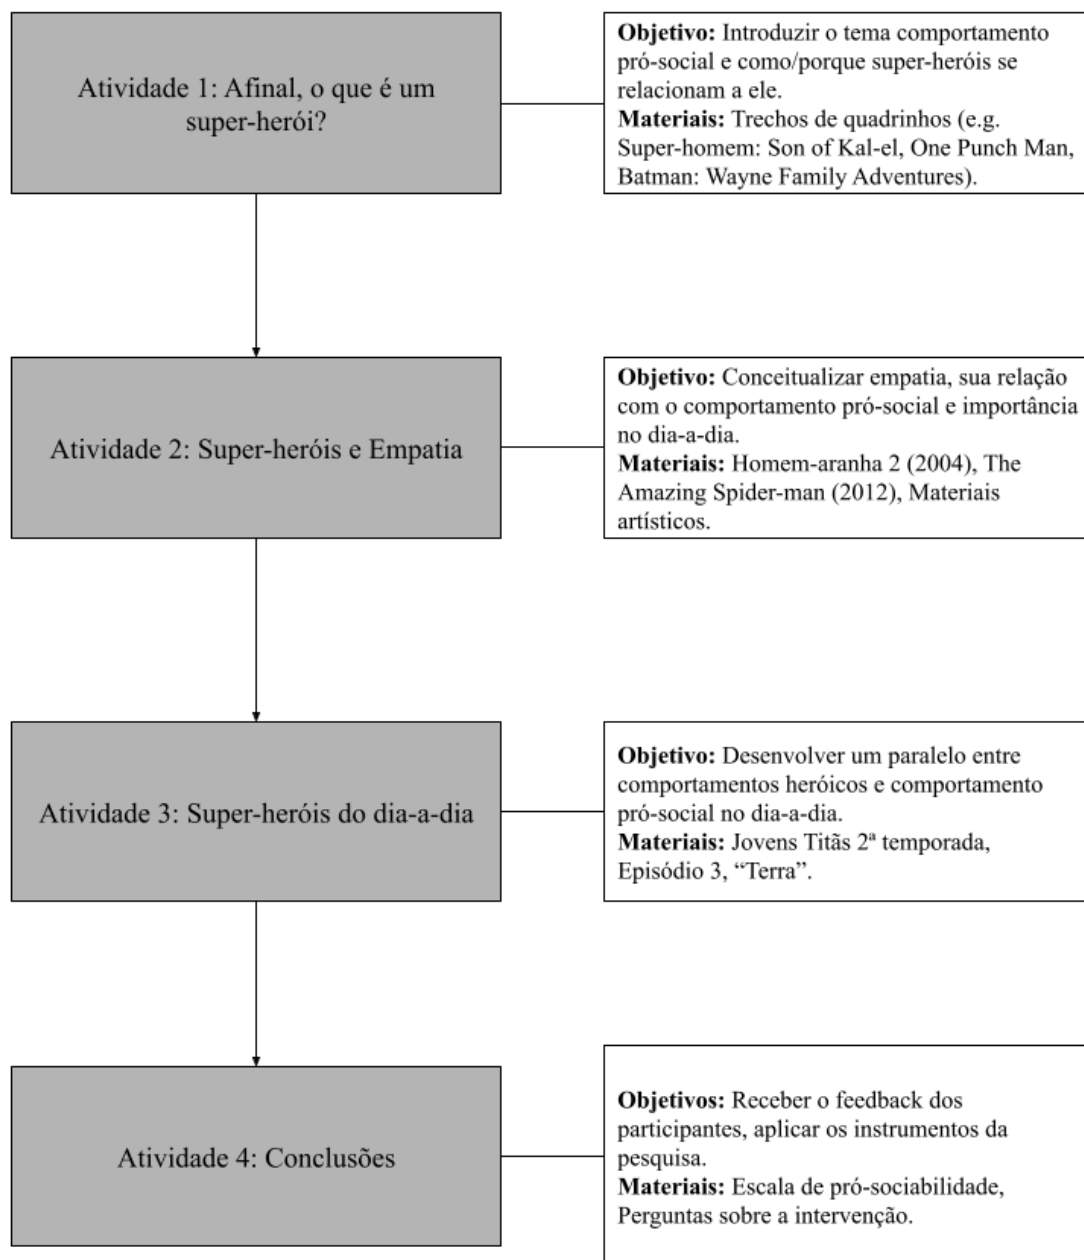 Atividade 1: Afinal, o que é um
super-herói?
Objetivo: Introduzir o tema comportamento
pró-social e como/porque super-heróis se
relacionam a ele.
Materiais: Trechos de quadrinhos (e.g.
Super-homem: Son of Kal-el, One Punch Man,
Batman: Wayne Family Adventures).
Atividade 2: Super-heróis e Empatia
Objetivo: Conceitualizar empatia, sua relação
com o comportamento pró-social e importância
no dia-a-dia.
Materiais: Homem-aranha 2 (2004), The
Amazing Spider-man (2012), Materiais
artísticos.
Atividade 3: Super-heróis do dia-a-dia
Objetivo: Desenvolver um paralelo entre
comportamentos heróicos e comportamento
pró-social no dia-a-dia.
Materiais: Jovens Titãs 2ª temporada,
Episódio 3, “Terra”.
Atividade 4: Conclusões
Objetivos: Receber o feedback dos
participantes, aplicar os instrumentos da
pesquisa.
Materiais: Escala de pró-sociabilidade,
Perguntas sobre a intervenção.